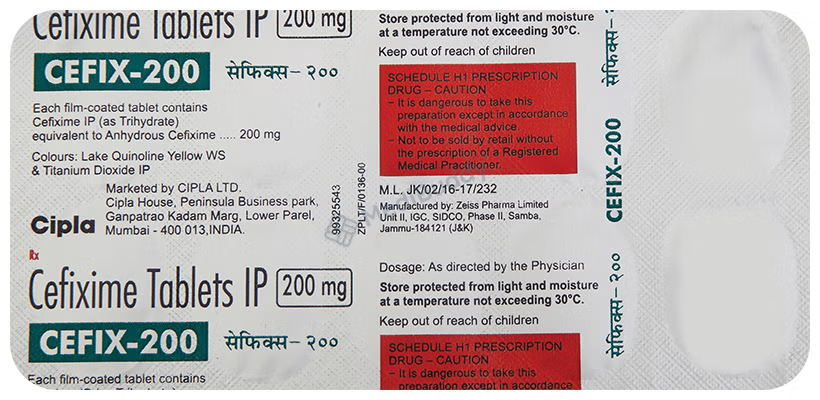 Cefixime Tablets IP 200 mg
CEFIX-200 सेफिक्स - २००
Each film-coated tablet contains
Cefixime IP (as Trihydrate)
equivalent to Anhydrous Cefixime ..... 200 mg
Colours: Lake Quinoline Yellow WS
& Titanium Dioxide IP
Marketed by CIPLA LTD.
Cipla House, Peninsula Business park,
Ganpatrao Kadam Marg, Lower Parel,
Mumbai - 400 013,INDIA.
Cipla
99325543
ZPLT/F/0136-00
Store protected from light and moisture
at a temperature not exceeding 30°C.
Keep out of reach of children
SCHEDULE H1 PRESCRIPTION
DRUG – CAUTION
– It is dangerous to take this
preparation except in accordance
with the medical advice.
– Not to be sold by retail without
the prescription of a Registered
Medical Practitioner.
M.L. JK/02/16-17/232
Manufactured by: Zeiss Pharma Limited
Unit II, IGC, SIDCO, Phase II, Samba,
Jammu-184121 (J&K)
Rx
Cefixime Tablets IP 200 mg
CEFIX-200 सेफिक्स - २००
Each film-coated tablet contains
Dosage: As directed by the Physician
Store protected from light and moisture
at a temperature not exceeding 30°C.
Keep out of reach of children
SCHEDULE H1 PRESCRIPTION
DRUG – CAUTION
– It is dangerous to take this
preparation except in accordance
सेफिक्स -
CEFIX-200
सेफिक्स - २००